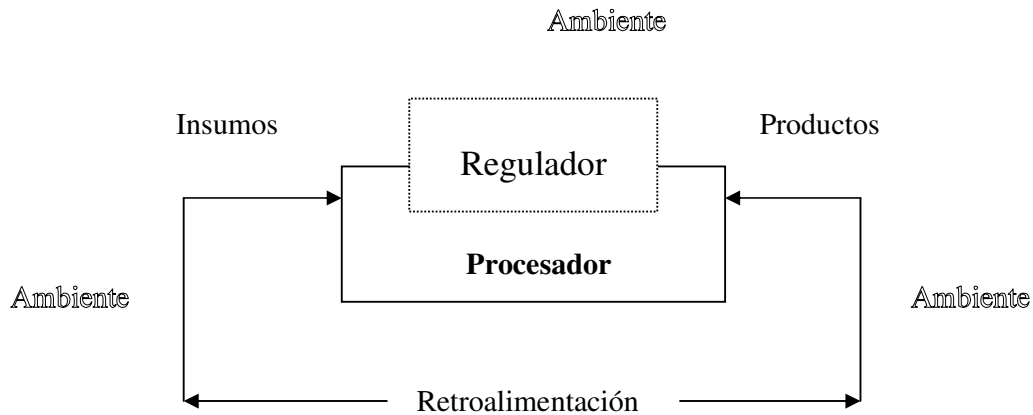 Ambiente
Insumos
Productos
Regulador
Procesador
Ambiente
Ambiente
Retroalimentación